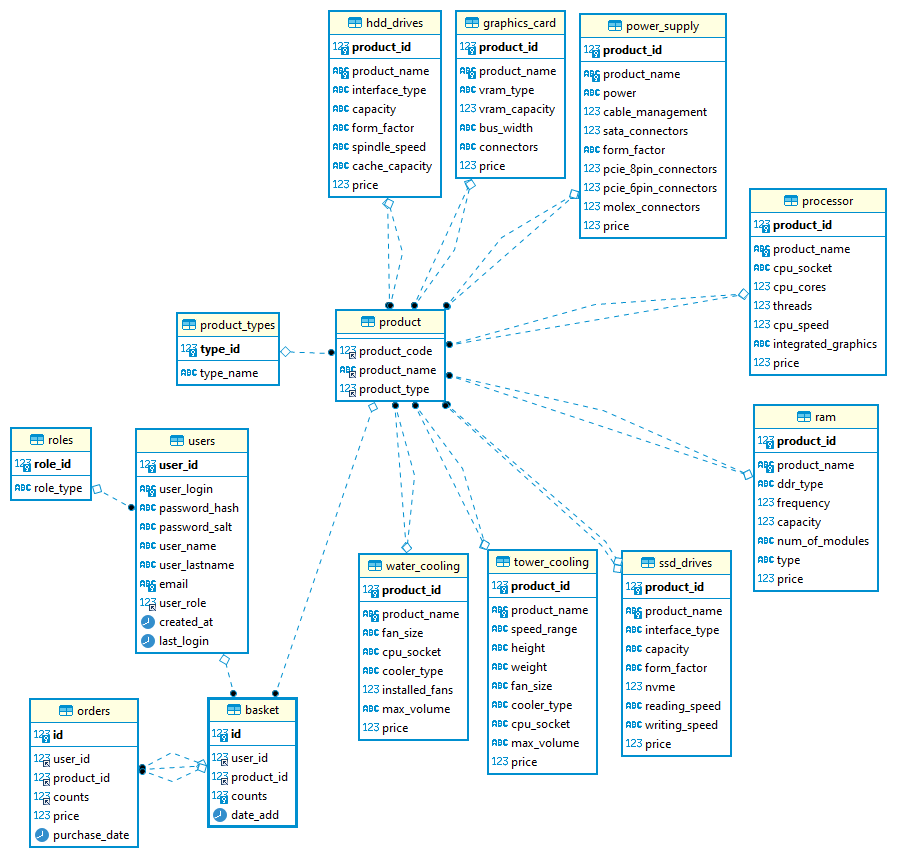 hdd_drives
123 product_id
ABC product_name
ABC interface_type
ABC capacity
ABC form_factor
ABC spindle_speed
ABC cache_capacity
123 price
graphics_card
123 product_id
ABC product_name
ABC vram_type
123 vram_capacity
ABC bus_width
ABC connectors
123 price
power_supply
123 product_id
ABC product_name
ABC power
123 cable_management
123 sata_connectors
ABC form_factor
123 pcie_8pin_connectors
123 pcie_6pin_connectors
123 molex_connectors
123 price
processor
123 product_id
ABC product_name
ABC cpu_socket
123 cpu_cores
123 threads
123 cpu_speed
ABC integrated_graphics
123 price
product_types
123 type_id
ABC type_name
product
123 product_code
ABC product_name
123 product_type
roles
123 role_id
ABC role_type
users
123 user_id
ABC user_login
ABC password_hash
ABC password_salt
ABC user_name
ABC user_lastname
ABC email
123 user_role
created_at
last_login
ram
123 product_id
ABC product_name
ABC ddr_type
123 frequency
123 capacity
ABC num_of_modules
ABC type
123 price
water_cooling
123 product_id
ABC product_name
ABC fan_size
ABC cpu_socket
ABC cooler_type
123 installed_fans
ABC max_volume
123 price
tower_cooling
123 product_id
ABC product_name
ABC speed_range
ABC height
ABC weight
ABC fan_size
ABC cooler_type
ABC cpu_socket
ABC max_volume
123 price
ssd_drives
123 product_id
ABC product_name
ABC interface_type
ABC capacity
ABC form_factor
123 nvme
ABC reading_speed
ABC writing_speed
123 price
orders
123 id
123 user_id
123 product_id
123 counts
123 price
purchase_date
basket
123 id
123 user_id
123 product_id
123 counts
date_add